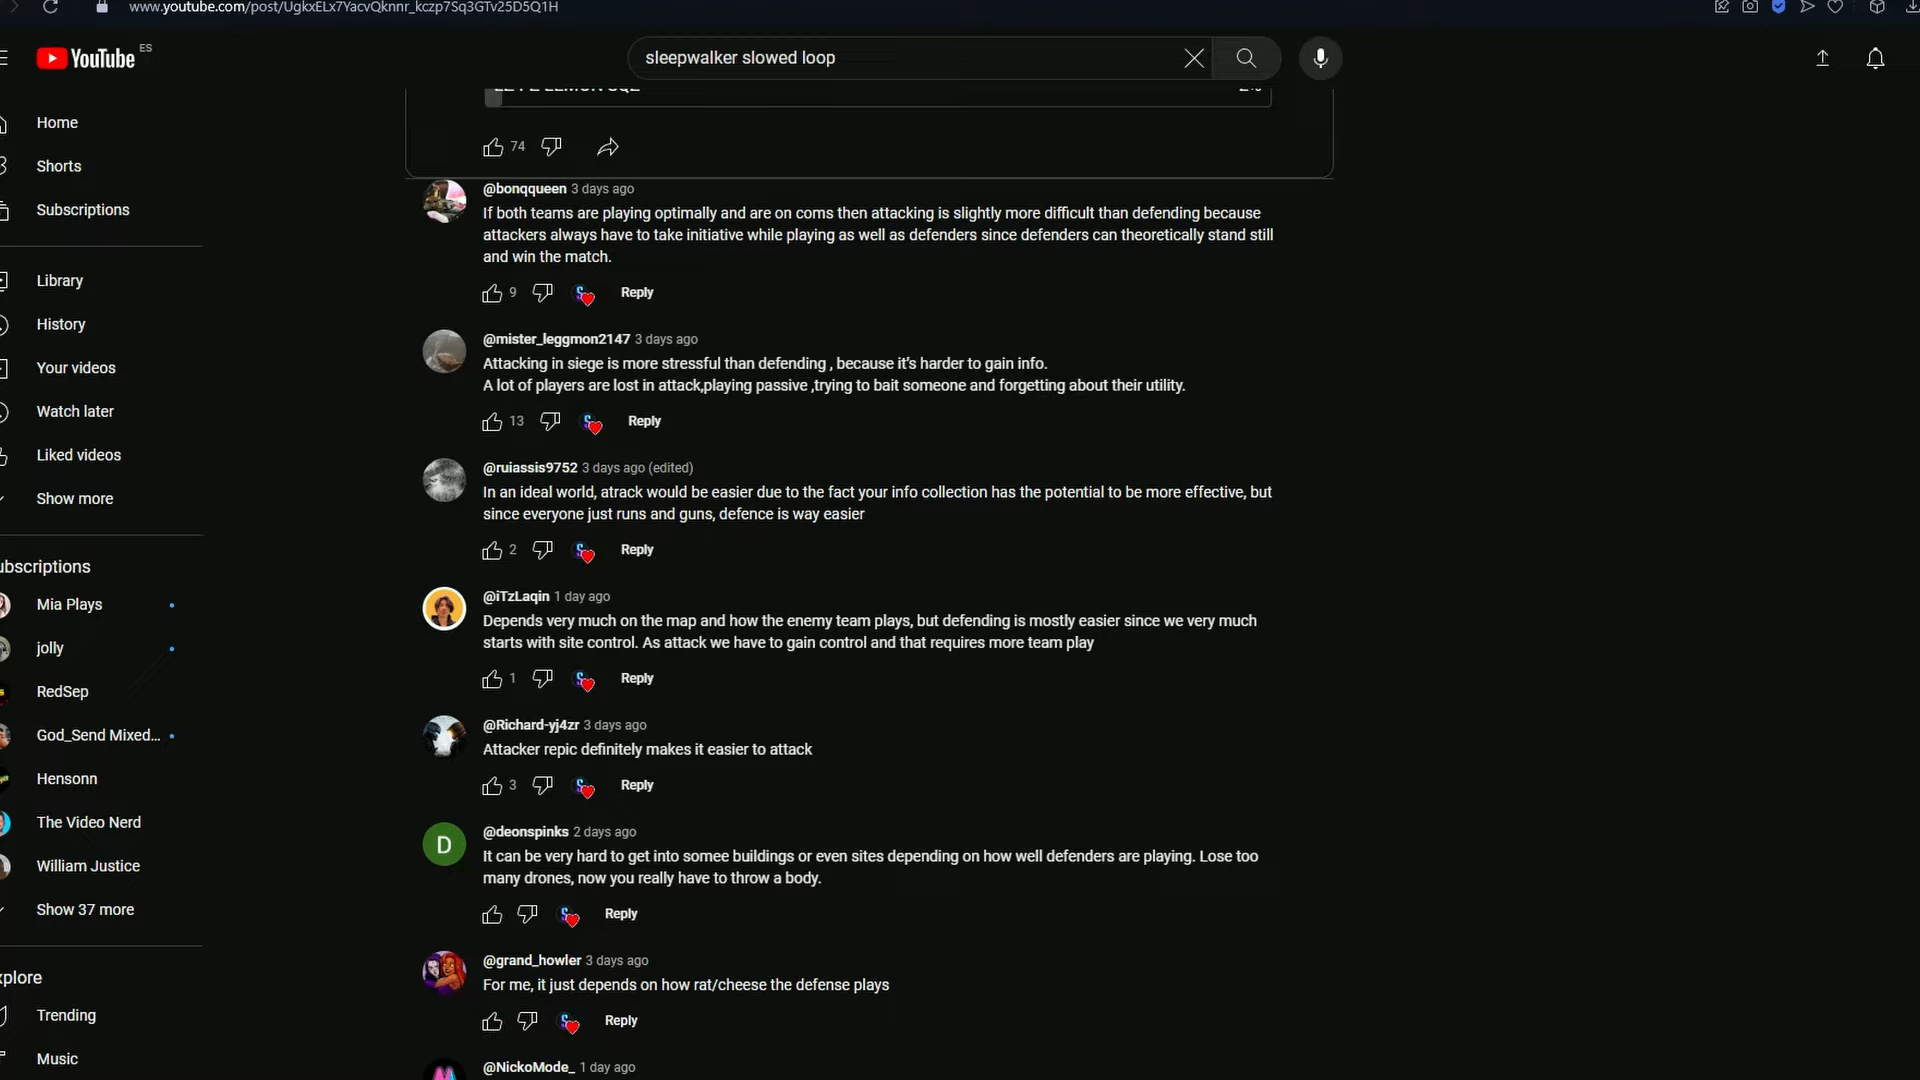 www.youtube.com/post/UgkxELx7YacvQknnr_kczp7Sq3GTv25D5Q1H
YouTube ES
sleepwalker slowed loop
Home
Shorts
Subscriptions
Library
History
Your videos
Watch later
Liked videos
Show more
ubscriptions
Mia Plays
jolly
RedSep
God_Send Mixed...
Hensonn
The Video Nerd
William Justice
Show 37 more
xplore
Trending
Music
74
@bonqqueen 3 days ago
If both teams are playing optimally and are on coms then attacking is slightly more difficult than defending because
attackers always have to take initiative while playing as well as defenders since defenders can theoretically stand still
and win the match.
9 Reply
@mister_leggmon2147 3 days ago
Attacking in siege is more stressful than defending , because it's harder to gain info.
A lot of players are lost in attack,playing passive ,trying to bait someone and forgetting about their utility.
13 Reply
@ruiassis9752 3 days ago (edited)
In an ideal world, atrack would be easier due to the fact your info collection has the potential to be more effective, but
since everyone just runs and guns, defence is way easier
2 Reply
@iTzLaqin 1 day ago
Depends very much on the map and how the enemy team plays, but defending is mostly easier since we very much
starts with site control. As attack we have to gain control and that requires more team play
1 Reply
@Richard-yj4zr 3 days ago
Attacker repic definitely makes it easier to attack
3 Reply
D
@deonspinks 2 days ago
It can be very hard to get into somee buildings or even sites depending on how well defenders are playing. Lose too
many drones, now you really have to throw a body.
Reply
@grand_howler 3 days ago
For me, it just depends on how rat/cheese the defense plays
Reply
@NickoMode_ 1 day ago